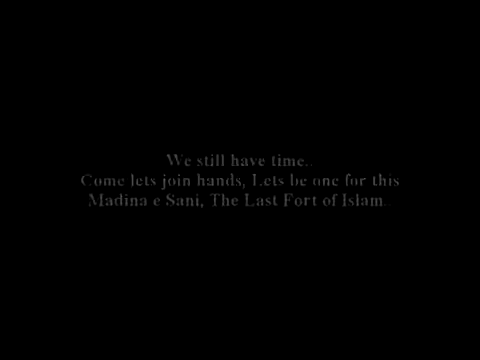 We still have time..
Come lets join hands, Lets be one for this
Madina e Sani, The Last Fort of Islam.